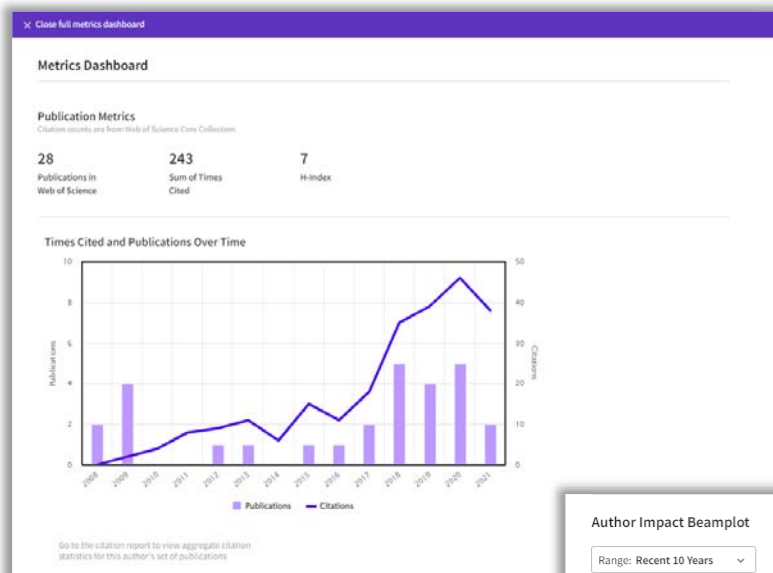 × Close full metrics dashboard
Metrics Dashboard
Publication Metrics
Citation counts are from Web of Science Core Collection
28
243
7
Publications in
Web of Science
Sum of Times
Cited
H-Index
Times Cited and Publications Over Time
10
8
6
4
2
0
Publications
50
40
30
20
10
0
Citations
2008 2009 2010 2011 2012 2013 2014 2015 2016 2017 2018 2019 2020 2021
Publications Citations
Go to the citation report to view aggregate citation
statistics for this author's set of publications
Author Impact Beamplot
Range: Recent 10 Years